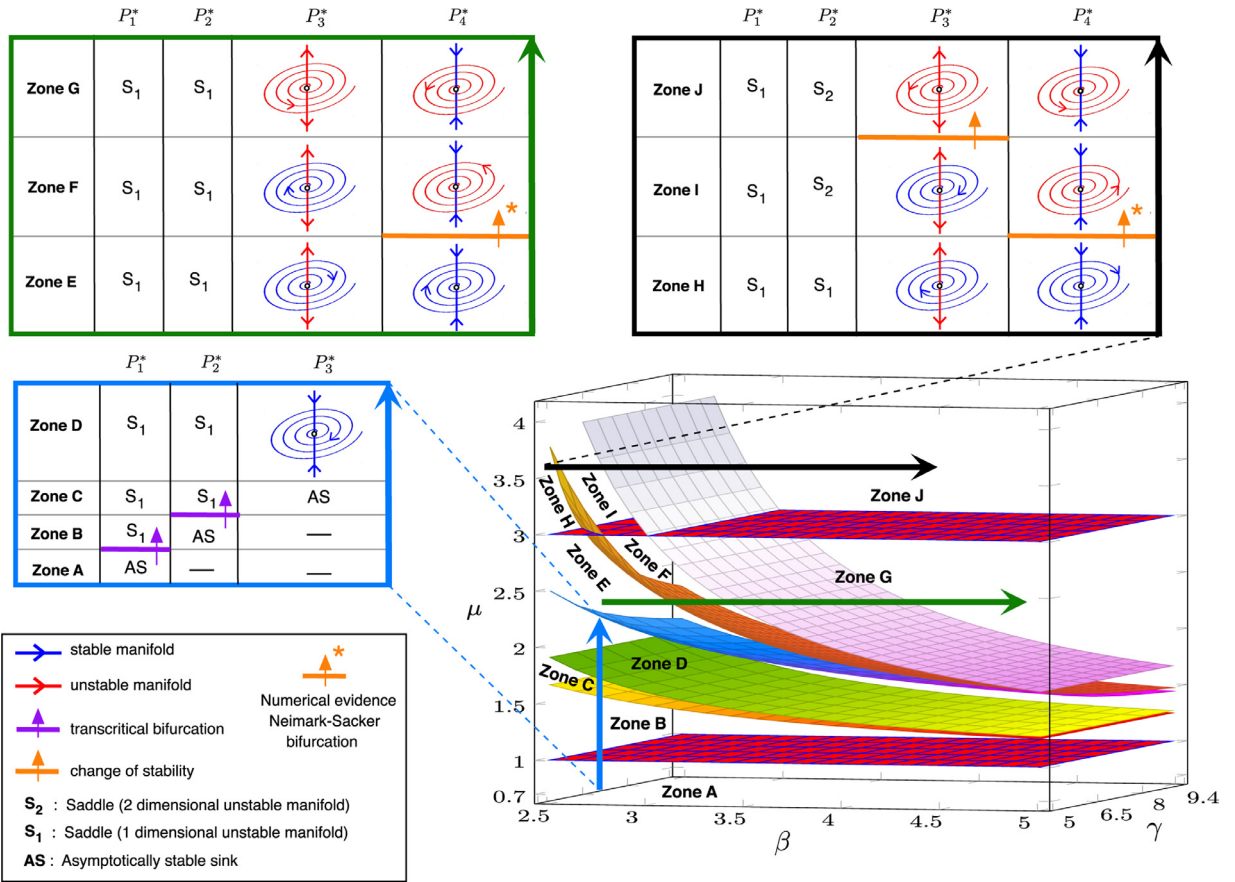 P₁* P₂* P₃* P₄*
Zone G S₁ S₁
Zone F S₁ S₁
*
Zone E S₁ S₁
P₁* P₂* P₃* P₄*
Zone J S₁ S₂
Zone I S₁ S₂
*
Zone H S₁ S₁
P₁* P₂* P₃*
Zone D S₁ S₁
Zone C S₁ S₁ AS
Zone B S₁ AS —
Zone A AS — —
stable manifold
unstable manifold
transcritical bifurcation
change of stability
*
Numerical evidence
Neimark-Sacker
bifurcation
S₂ : Saddle (2 dimensional unstable manifold)
S₁ : Saddle (1 dimensional unstable manifold)
AS : Asymptotically stable sink
4
3.5
3
2.5
2
1.5
1
0.7
μ
Zone H
Zone I
Zone J
Zone E
Zone F
Zone G
Zone D
Zone C
Zone B
Zone A
2.5 3 3.5 4 4.5 5
β
5 6.5 8 9.4
γ